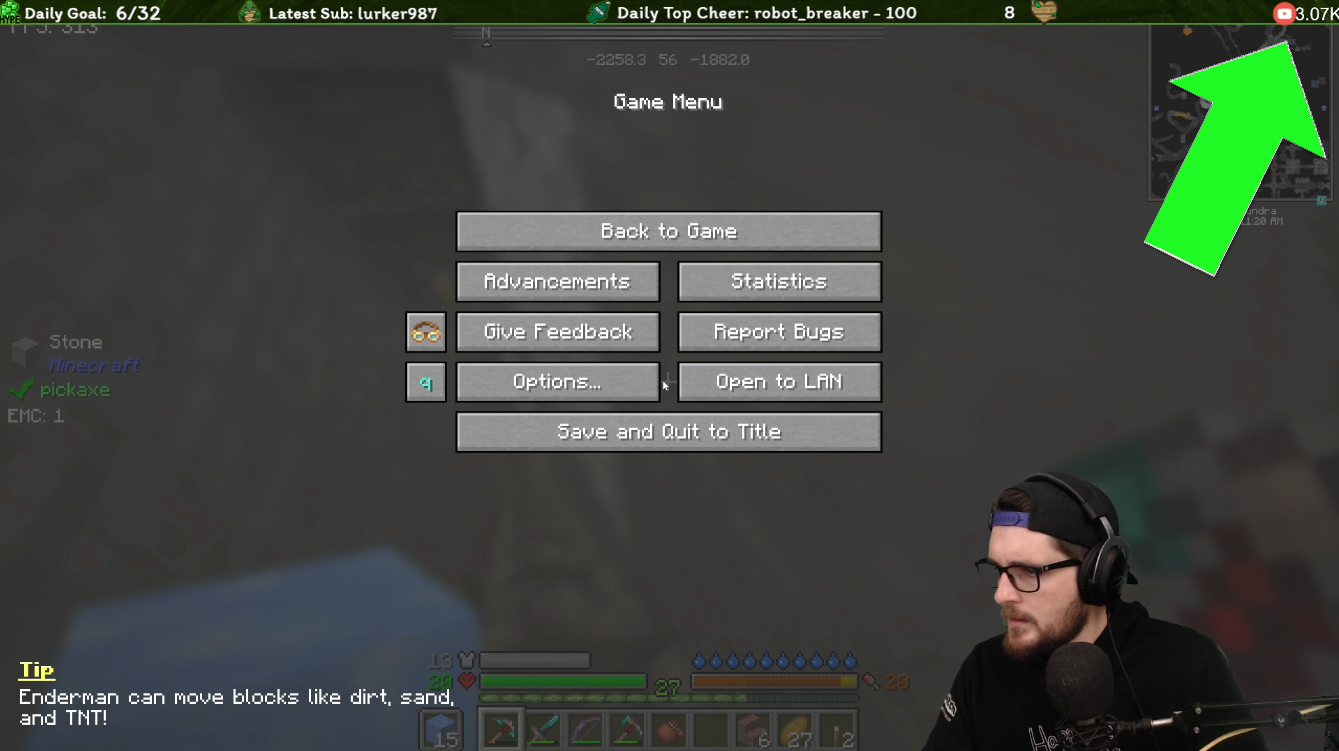 HYPE Daily Goal: 6/32 Latest Sub: lurker987 Daily Top Cheer: robot_breaker - 100 8 3.07K
FPS: 313
N
-2258.3 56 -1882.0
Game Menu
Back to Game
Advancements Statistics
Give Feedback Report Bugs
Options... Open to LAN
Save and Quit to Title
Stone
Minecraft
pickaxe
EMC: 1
Tip
Enderman can move blocks like dirt, sand,
and TNT!
13
20 27 20
15 6 27 2